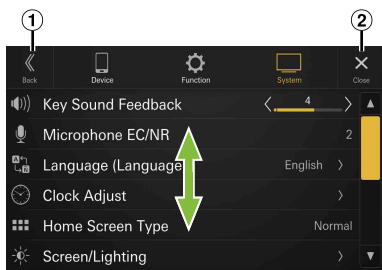 1 2
Back Device Function System Close
Key Sound Feedback 4
Microphone EC/NR 2
Language (Language English
Clock Adjust
Home Screen Type Normal
Screen/Lighting